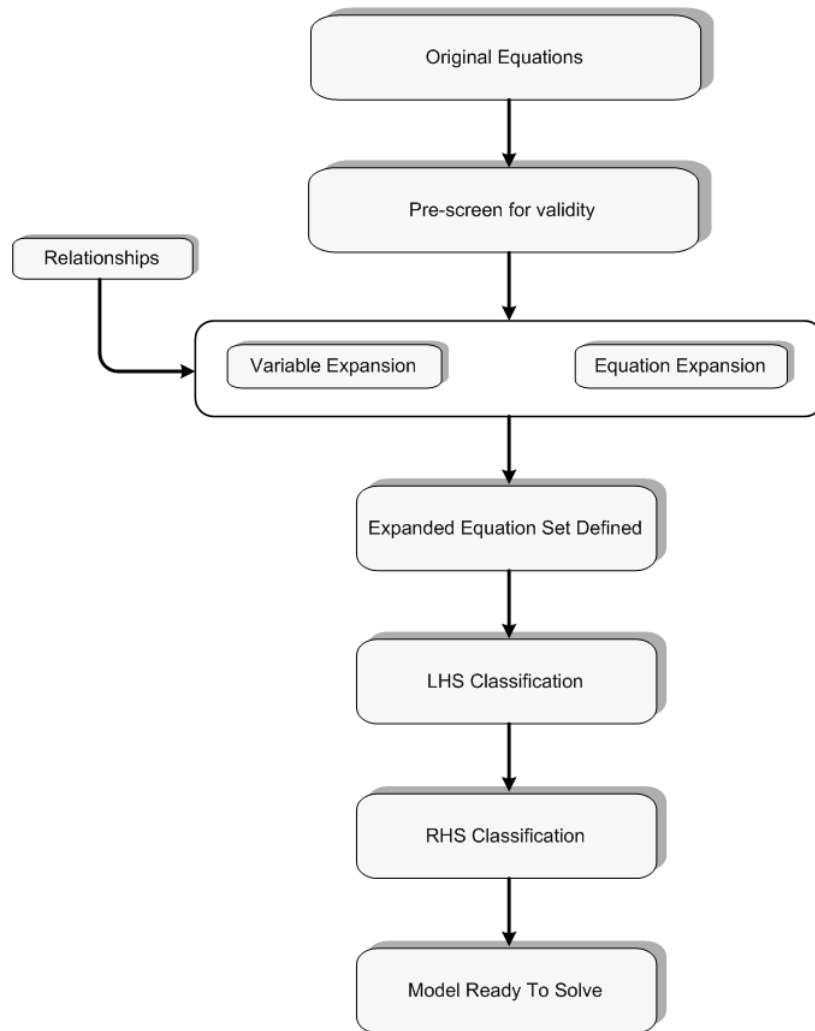 Original Equations
Pre-screen for validity
Relationships
Variable Expansion
Equation Expansion
Expanded Equation Set Defined
LHS Classification
RHS Classification
Model Ready To Solve